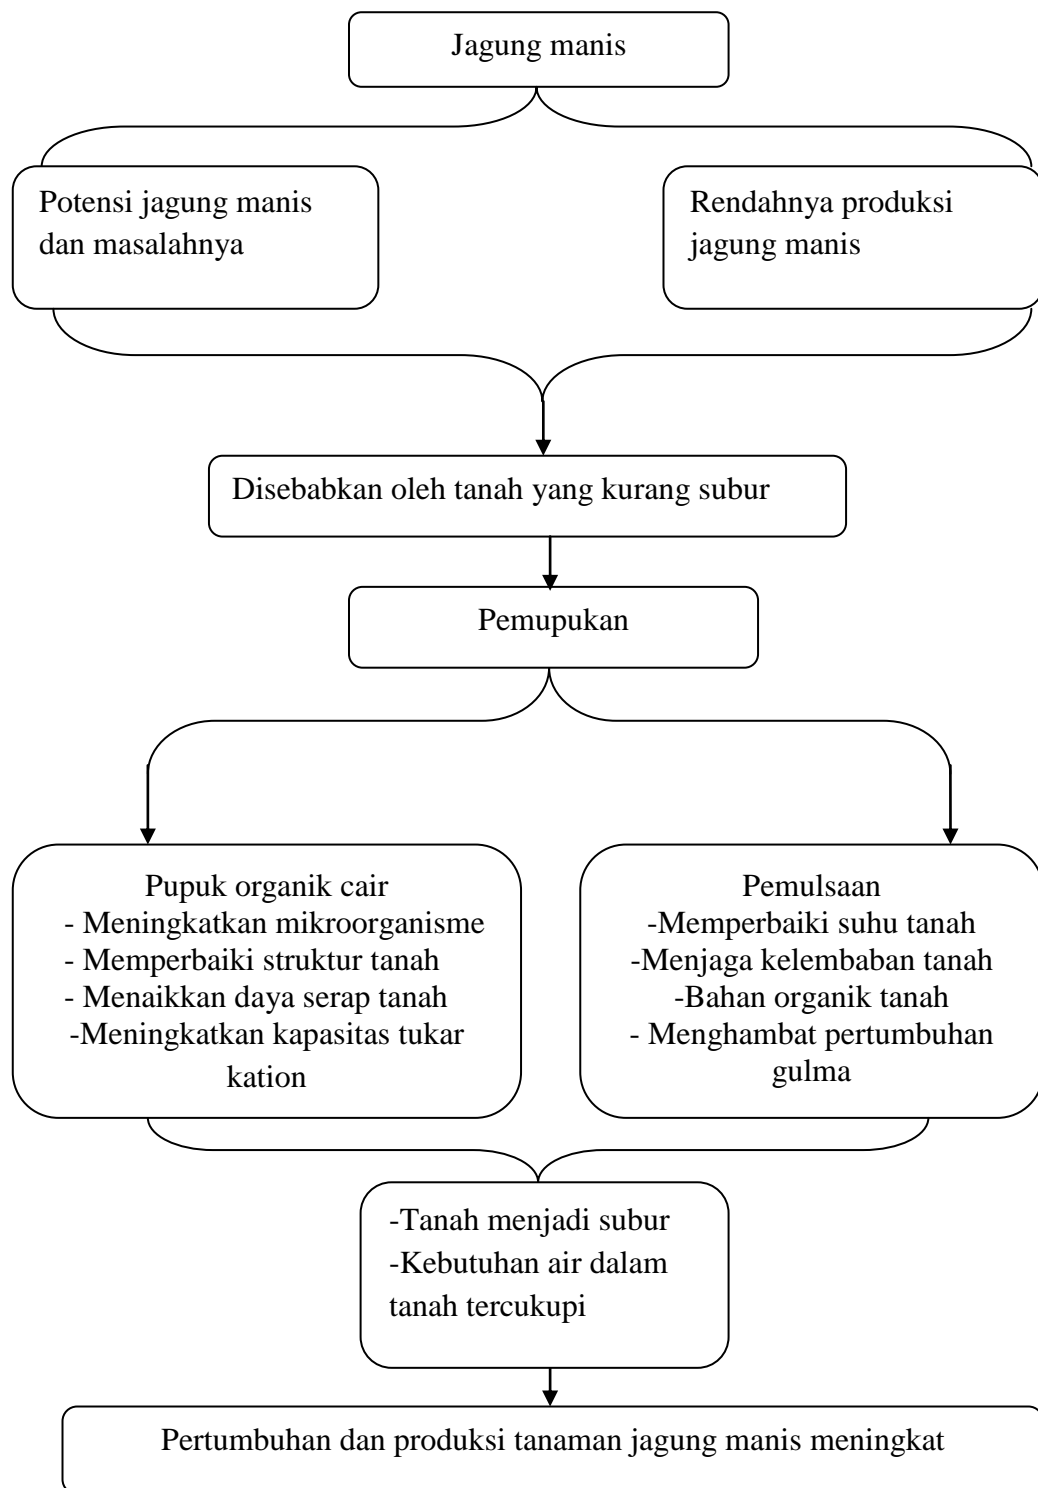 Jagung manis
Potensi jagung manis
dan masalahnya
Rendahnya produksi
jagung manis
Disebabkan oleh tanah yang kurang subur
Pemupukan
Pupuk organik cair
- Meningkatkan mikroorganisme
- Memperbaiki struktur tanah
- Menaikkan daya serap tanah
-Meningkatkan kapasitas tukar
kation
Pemulsaan
-Memperbaiki suhu tanah
-Menjaga kelembaban tanah
-Bahan organik tanah
- Menghambat pertumbuhan
gulma
-Tanah menjadi subur
-Kebutuhan air dalam
tanah tercukupi
Pertumbuhan dan produksi tanaman jagung manis meningkat